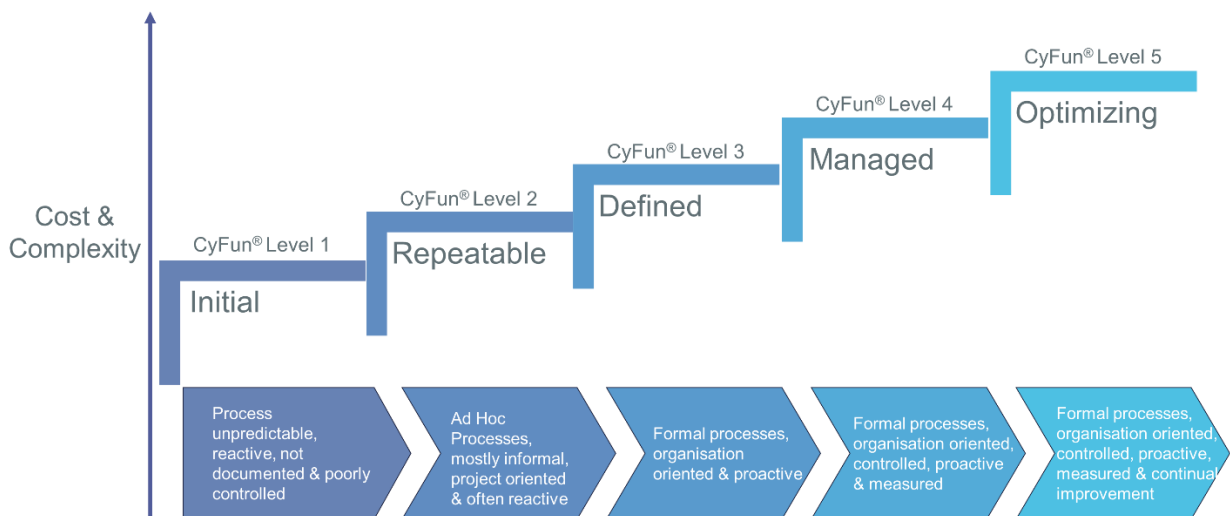 Cost &
Complexity
CyFun® Level 1
Initial
CyFun® Level 2
Repeatable
CyFun® Level 3
Defined
CyFun® Level 4
Managed
CyFun® Level 5
Optimizing
Process
unpredictable,
reactive, not
documented & poorly
controlled
Ad Hoc
Processes,
mostly informal,
project oriented
& often reactive
Formal processes,
organisation
oriented & proactive
Formal processes,
organisation oriented,
controlled, proactive
& measured
Formal processes,
organisation oriented,
controlled, proactive,
measured & continual
improvement